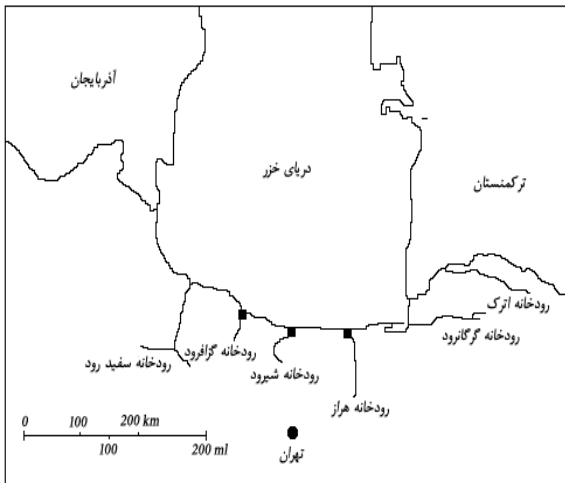 آذربایجان
دریای خزر
ترکمنستان
رودخانه اترک
رودخانه گرگانرود
رودخانه گزافرود
رودخانه سفید رود
رودخانه شیرود
رودخانه هراز
0 100 200 km
100 200 ml
تهران